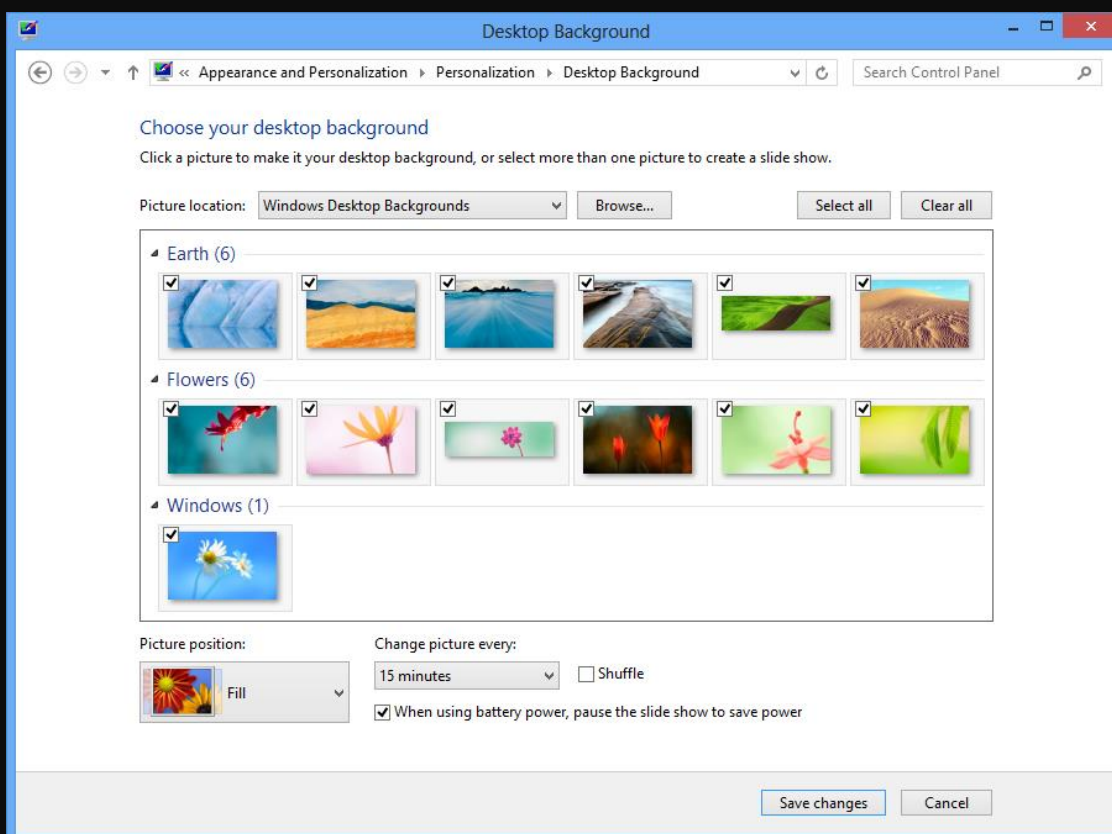 Desktop Background
« Appearance and Personalization Personalization Desktop Background
Search Control Panel
Choose your desktop background
Click a picture to make it your desktop background, or select more than one picture to create a slide show.
Picture location: Windows Desktop Backgrounds Browse... Select all Clear all
Earth (6)
Flowers (6)
Windows (1)
Picture position: Change picture every:
Fill 15 minutes Shuffle
When using battery power, pause the slide show to save power
Save changes Cancel